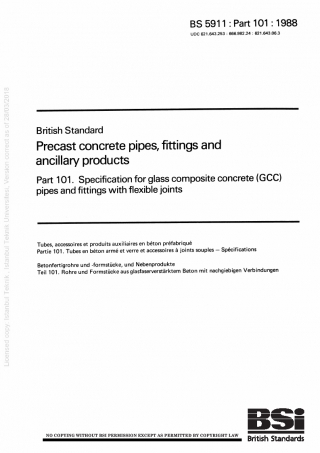 BS 5911 : Part 101 : 1988
UDC 621.643.253 : 666.982.24 : 621.643.06.3
British Standard
Precast concrete pipes, fittings and
ancillary products
Part 101. Specification for glass composite concrete (GCC)
pipes and fittings with flexible joints
Tubes, accessoires et produits auxiliaires en béton préfabriqué
Partie 101. Tubes en béton armé et verre et accessoires à joints souples — Spécifications
Betonfertigrohre und -formstücke, und Nebenprodukte
Teil 101. Rohre und Formstücke aus glasfaserverstärktem Beton mit nachgiebigen Verbindungen
Licensed copy: Istanbul Teknik, Istanbul Teknik Universitesi, Version correct as of 28/03/2010
BSi
NO COPYING WITHOUT BSI PERMISSION EXCEPT AS PERMITTED BY COPYRIGHT LAW
British Standards